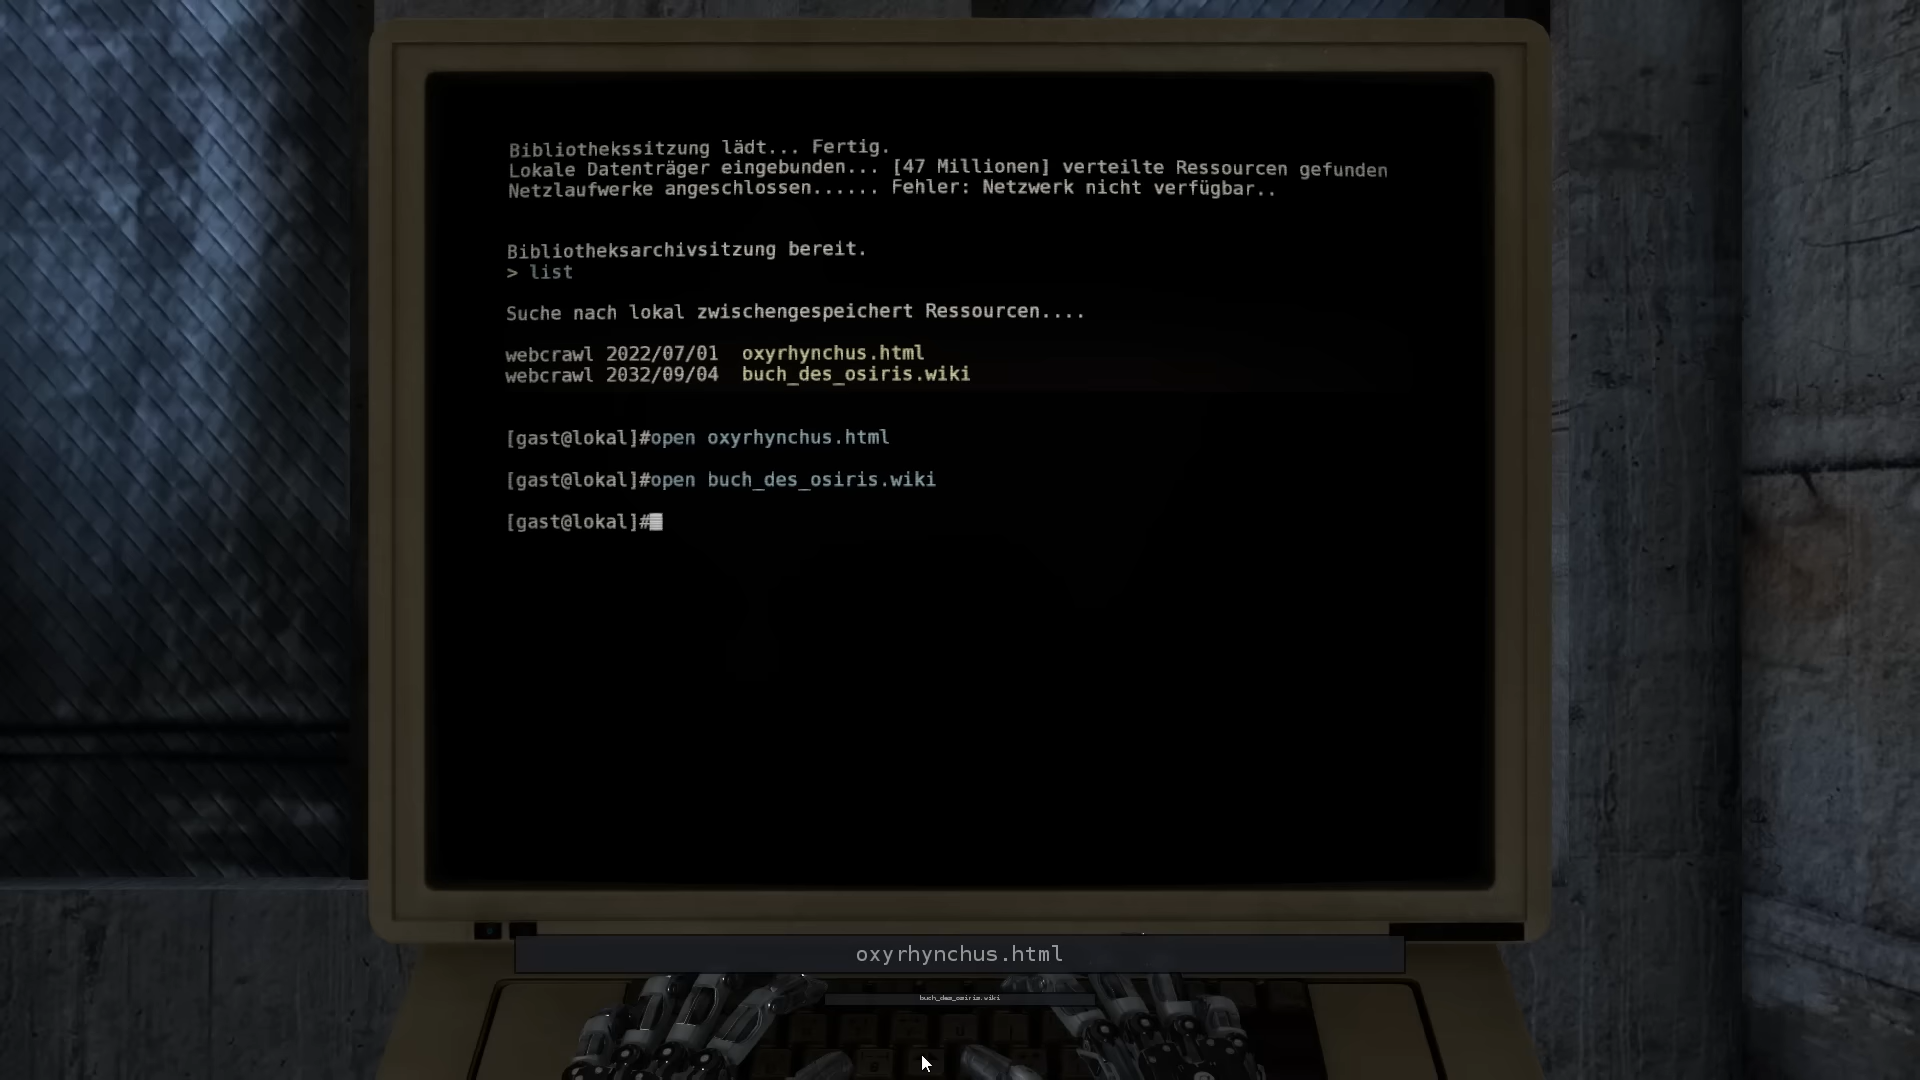 Bibliothekssitzung lädt... Fertig.
Lokale Datenträger eingebunden... [47 Millionen] verteilte Ressourcen gefunden
Netzlaufwerke angeschlossen...... Fehler: Netzwerk nicht verfügbar..
Bibliotheksarchivsitzung bereit.
> list
Suche nach lokal zwischengespeichert Ressourcen....
webcrawl 2022/07/01 oxyrhynchus.html
webcrawl 2032/09/04 buch_des_osiris.wiki
[gast@lokal]#open oxyrhynchus.html
[gast@lokal]#open buch_des_osiris.wiki
[gast@lokal]#
oxyrhynchus.html
buch_des_osiris.wiki